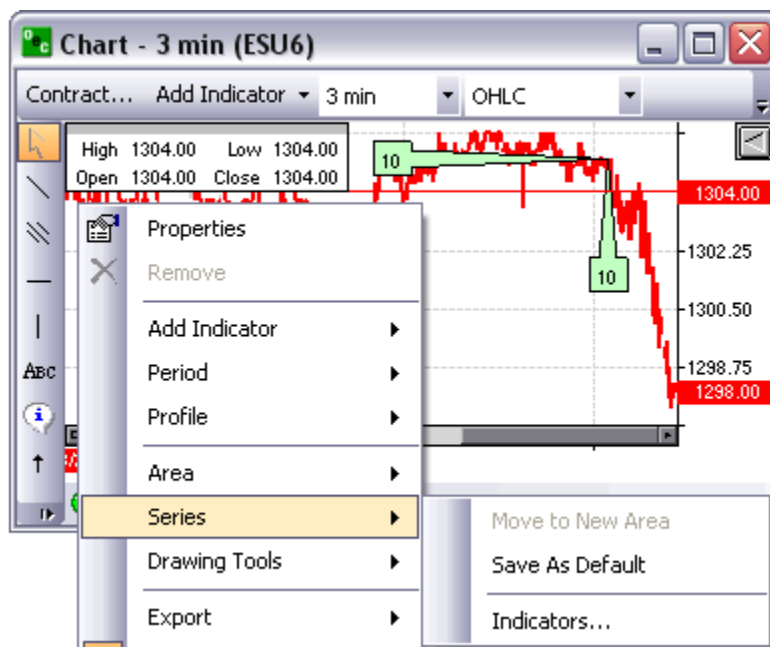 Oec Chart - 3 min (ESU6)
Contract... Add Indicator 3 min OHLC
High 1304.00 Low 1304.00
Open 1304.00 Close 1304.00
10
1304.00
Properties
1302.25
Remove
10
1300.50
Add Indicator
1298.75
Period
ABC
1298.00
Profile
Area
Series
Move to New Area
Drawing Tools
Save As Default
Export
Indicators...